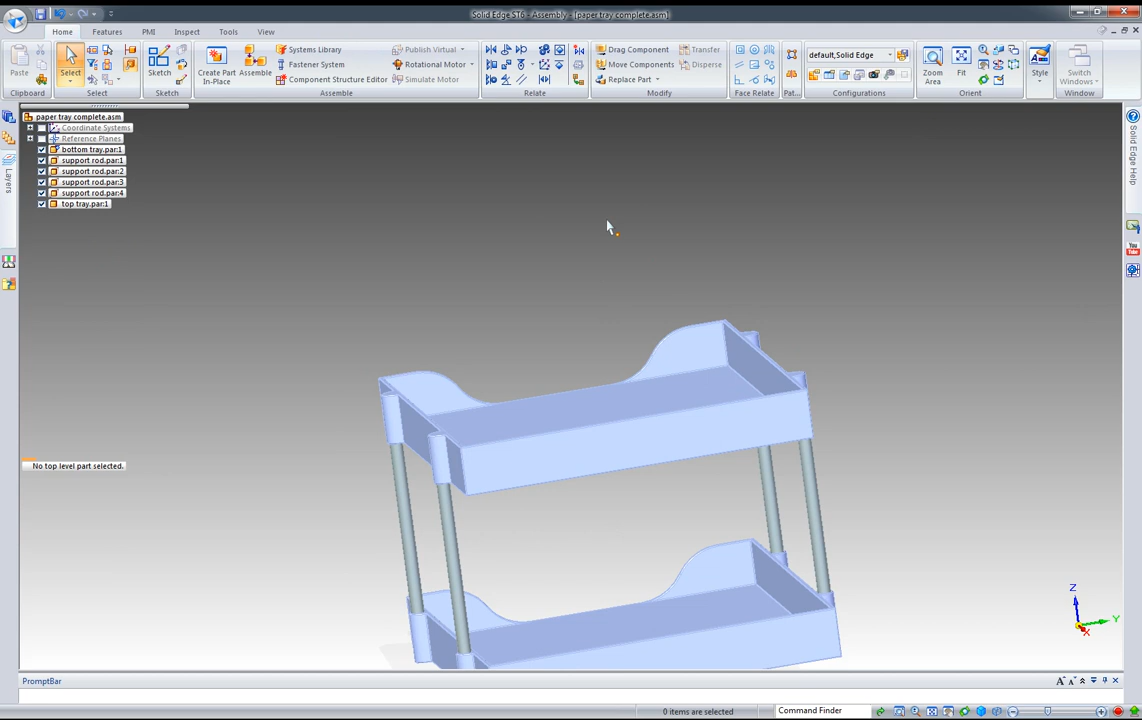 Solid Edge ST6 - Assembly - [paper tray complete.asm]
Home Features PMI Inspect Tools View
Paste
Clipboard
Select
Select
Sketch
Sketch
Create Part In-Place
Assemble
Systems Library
Fastener System
Component Structure Editor
Publish Virtual
Rotational Motor
Simulate Motor
Assemble
Relate
Drag Component
Move Components
Replace Part
Transfer
Disperse
Modify
Face Relate
Pat...
default,Solid Edge
Configurations
Zoom Area
Fit
Orient
Style
Switch Windows
Window
paper tray complete.asm
Coordinate Systems
Reference Planes
bottom tray.par:1
support rod.par:1
support rod.par:2
support rod.par:3
support rod.par:4
top tray.par:1
Layers
No top level part selected.
Solid Edge Help
You Tube
Z
Y
X
PromptBar
0 items are selected
Command Finder